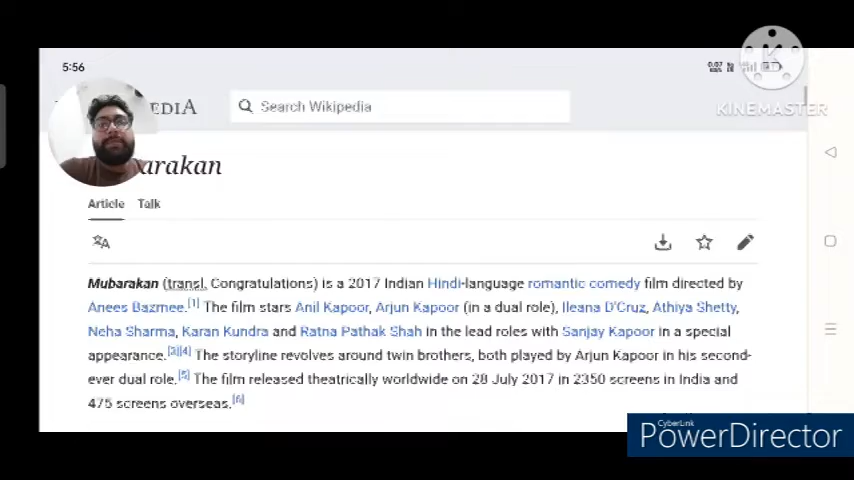 5:56
EDIA
Search Wikipedia
KINEMASTER
arakan
Article Talk
Mubarakan (transl. Congratulations) is a 2017 Indian Hindi-language romantic comedy film directed by
Anees Bazmee.[1] The film stars Anil Kapoor, Arjun Kapoor (in a dual role), Ileana D'Cruz, Athiya Shetty,
Neha Sharma, Karan Kundra and Ratna Pathak Shah in the lead roles with Sanjay Kapoor in a special
appearance.[3][4] The storyline revolves around twin brothers, both played by Arjun Kapoor in his second-
ever dual role.[5] The film released theatrically worldwide on 28 July 2017 in 2350 screens in India and
475 screens overseas.[6]
CyberLink
PowerDirector